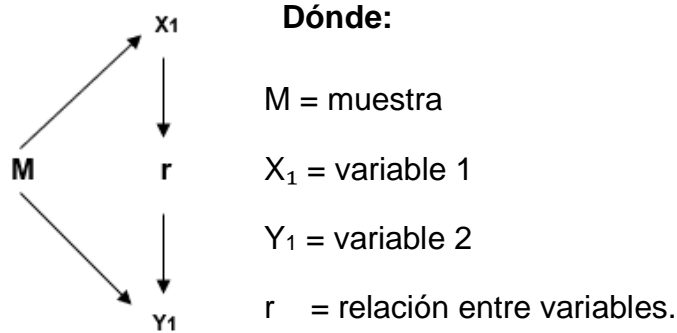 X1
M
r
Y1
Dónde:
M = muestra
X₁ = variable 1
Y₁ = variable 2
r = relación entre variables.